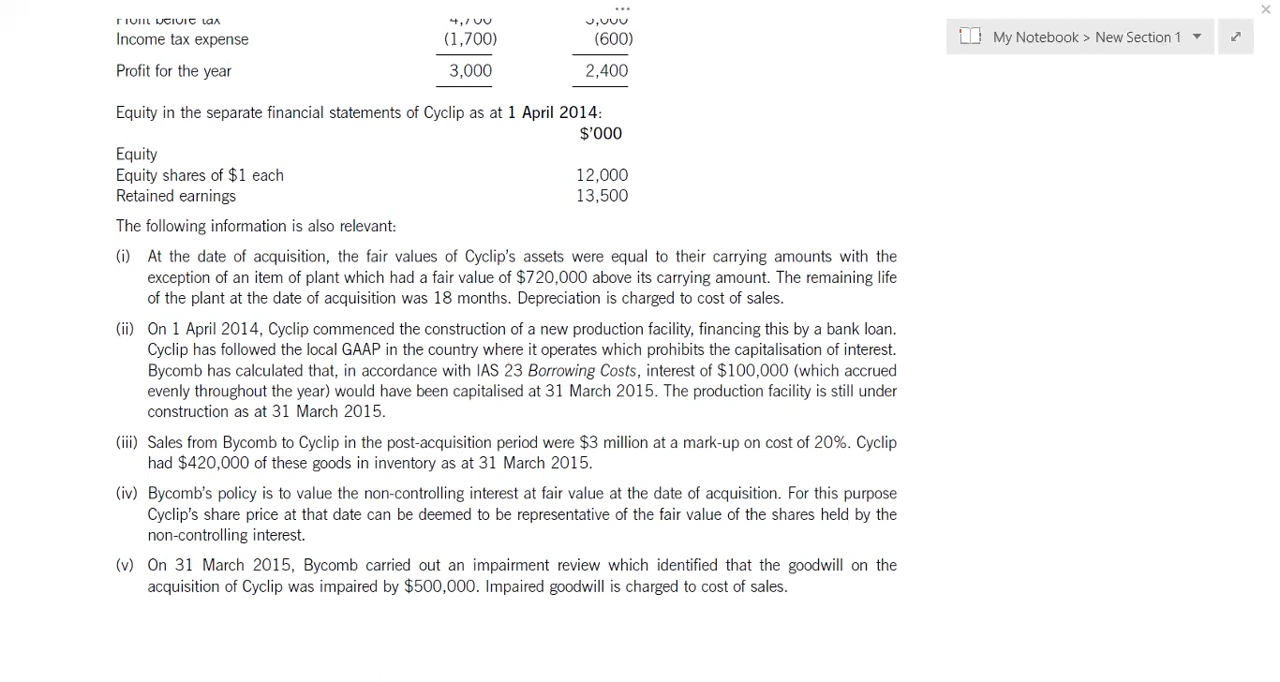 Profit before tax 4,700 3,000
Income tax expense (1,700) (600)
Profit for the year 3,000 2,400
My Notebook > New Section 1
Equity in the separate financial statements of Cyclip as at 1 April 2014:
$'000
Equity
Equity shares of $1 each 12,000
Retained earnings 13,500
The following information is also relevant:
(i) At the date of acquisition, the fair values of Cyclip's assets were equal to their carrying amounts with the
exception of an item of plant which had a fair value of $720,000 above its carrying amount. The remaining life
of the plant at the date of acquisition was 18 months. Depreciation is charged to cost of sales.
(ii) On 1 April 2014, Cyclip commenced the construction of a new production facility, financing this by a bank loan.
Cyclip has followed the local GAAP in the country where it operates which prohibits the capitalisation of interest.
Bycomb has calculated that, in accordance with IAS 23 Borrowing Costs, interest of $100,000 (which accrued
evenly throughout the year) would have been capitalised at 31 March 2015. The production facility is still under
construction as at 31 March 2015.
(iii) Sales from Bycomb to Cyclip in the post-acquisition period were $3 million at a mark-up on cost of 20%. Cyclip
had $420,000 of these goods in inventory as at 31 March 2015.
(iv) Bycomb's policy is to value the non-controlling interest at fair value at the date of acquisition. For this purpose
Cyclip's share price at that date can be deemed to be representative of the fair value of the shares held by the
non-controlling interest.
(v) On 31 March 2015, Bycomb carried out an impairment review which identified that the goodwill on the
acquisition of Cyclip was impaired by $500,000. Impaired goodwill is charged to cost of sales.